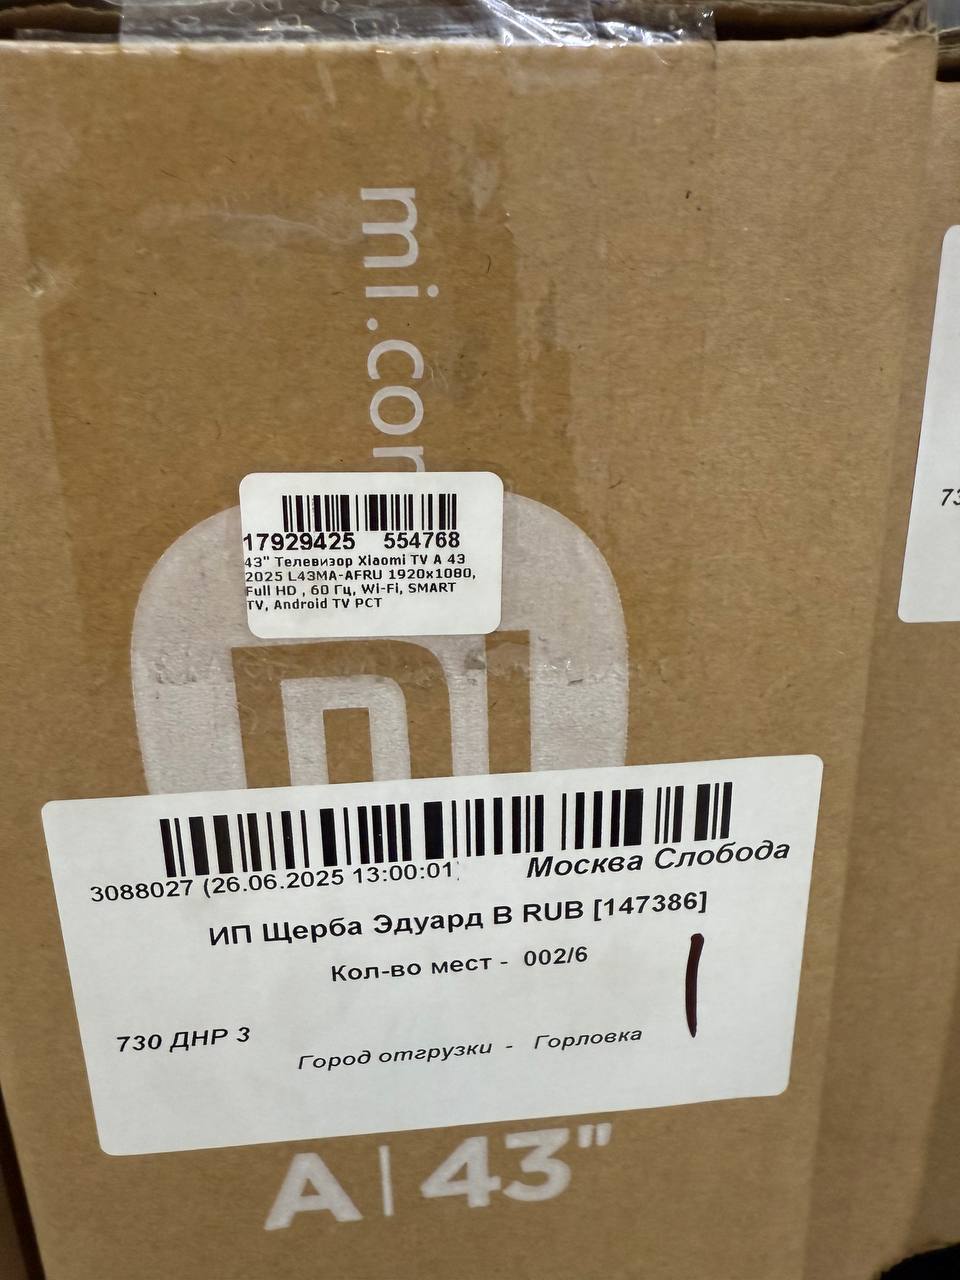 mi.com
17929425 554768
43" Телевизор Xiaomi TV A 43
2025 L43MA-AFRU 1920x1080,
Full HD , 60 Гц, Wi-Fi, SMART
TV, Android TV РСТ
3088027 (26.06.2025 13:00:01)
Москва Слобода
ИП Щерба Эдуард В RUB [147386]
Кол-во мест - 002/6
730 ДНР 3
Город отгрузки - Горловка
A | 43"